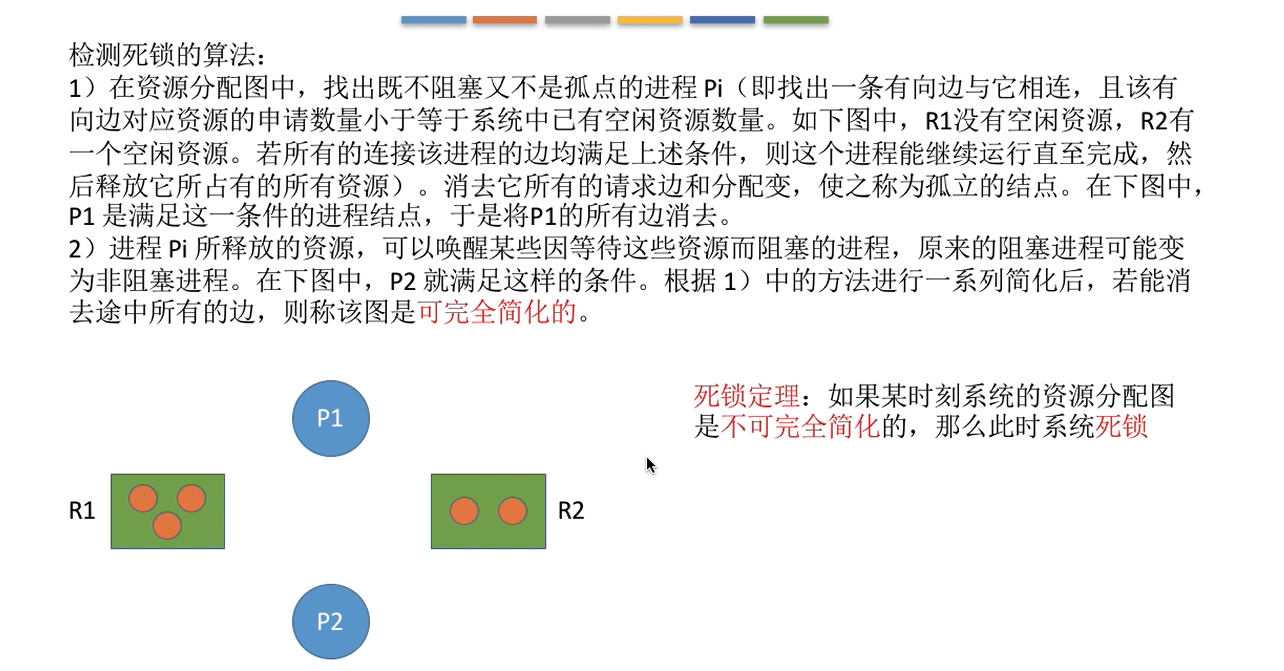 检测死锁的算法：
1）在资源分配图中，找出既不阻塞又不是孤点的进程 Pi（即找出一条有向边与它相连，且该有
向边对应资源的申请数量小于等于系统中已有空闲资源数量。如下图中，R1没有空闲资源，R2有
一个空闲资源。若所有的连接该进程的边均满足上述条件，则这个进程能继续运行直至完成，然
后释放它所占有的所有资源）。消去它所有的请求边和分配变，使之称为孤立的结点。在下图中，
P1 是满足这一条件的进程结点，于是将P1的所有边消去。
2）进程 Pi 所释放的资源，可以唤醒某些因等待这些资源而阻塞的进程，原来的阻塞进程可能变
为非阻塞进程。在下图中，P2 就满足这样的条件。根据 1）中的方法进行一系列简化后，若能消
去途中所有的边，则称该图是可完全简化的。
死锁定理：如果某时刻系统的资源分配图
是不可完全简化的，那么此时系统死锁
P1
R1
R2
P2